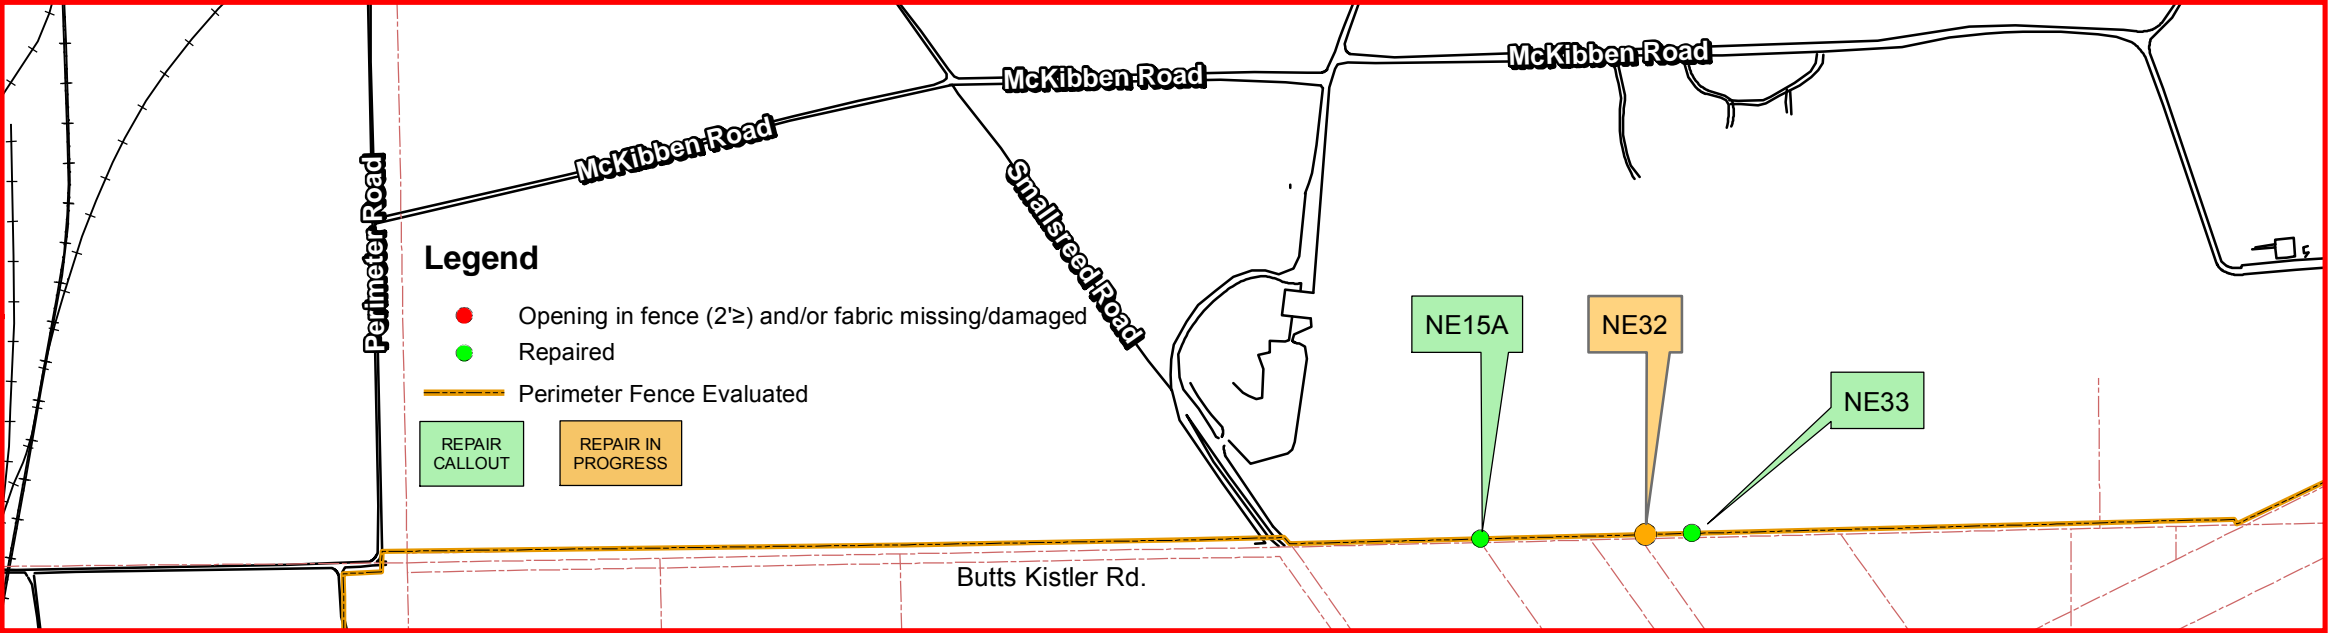 McKibben Road
McKibben Road
McKibben Road
Perimeter Road
Smallsreed Road
Legend
Opening in fence (2'≥) and/or fabric missing/damaged
Repaired
Perimeter Fence Evaluated
REPAIR
CALLOUT
REPAIR IN
PROGRESS
NE15A
NE32
NE33
Butts Kistler Rd.